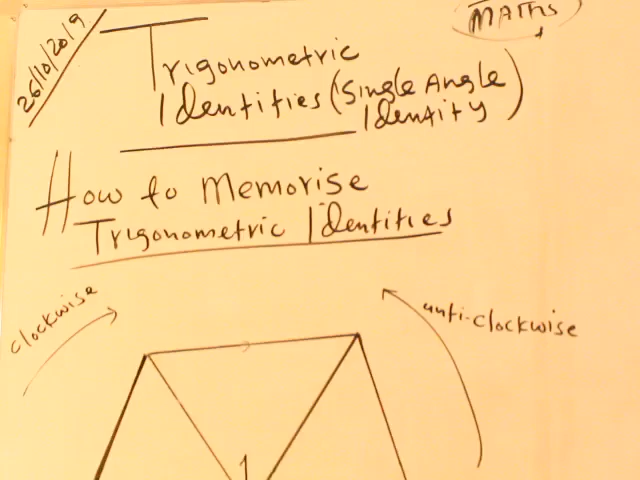 26/10/2019
MATHS
Trigonometric
Identities (Single Angle
Identity)
How to Memorise
Trigonometric Identities
clockwise
anti-clockwise
1